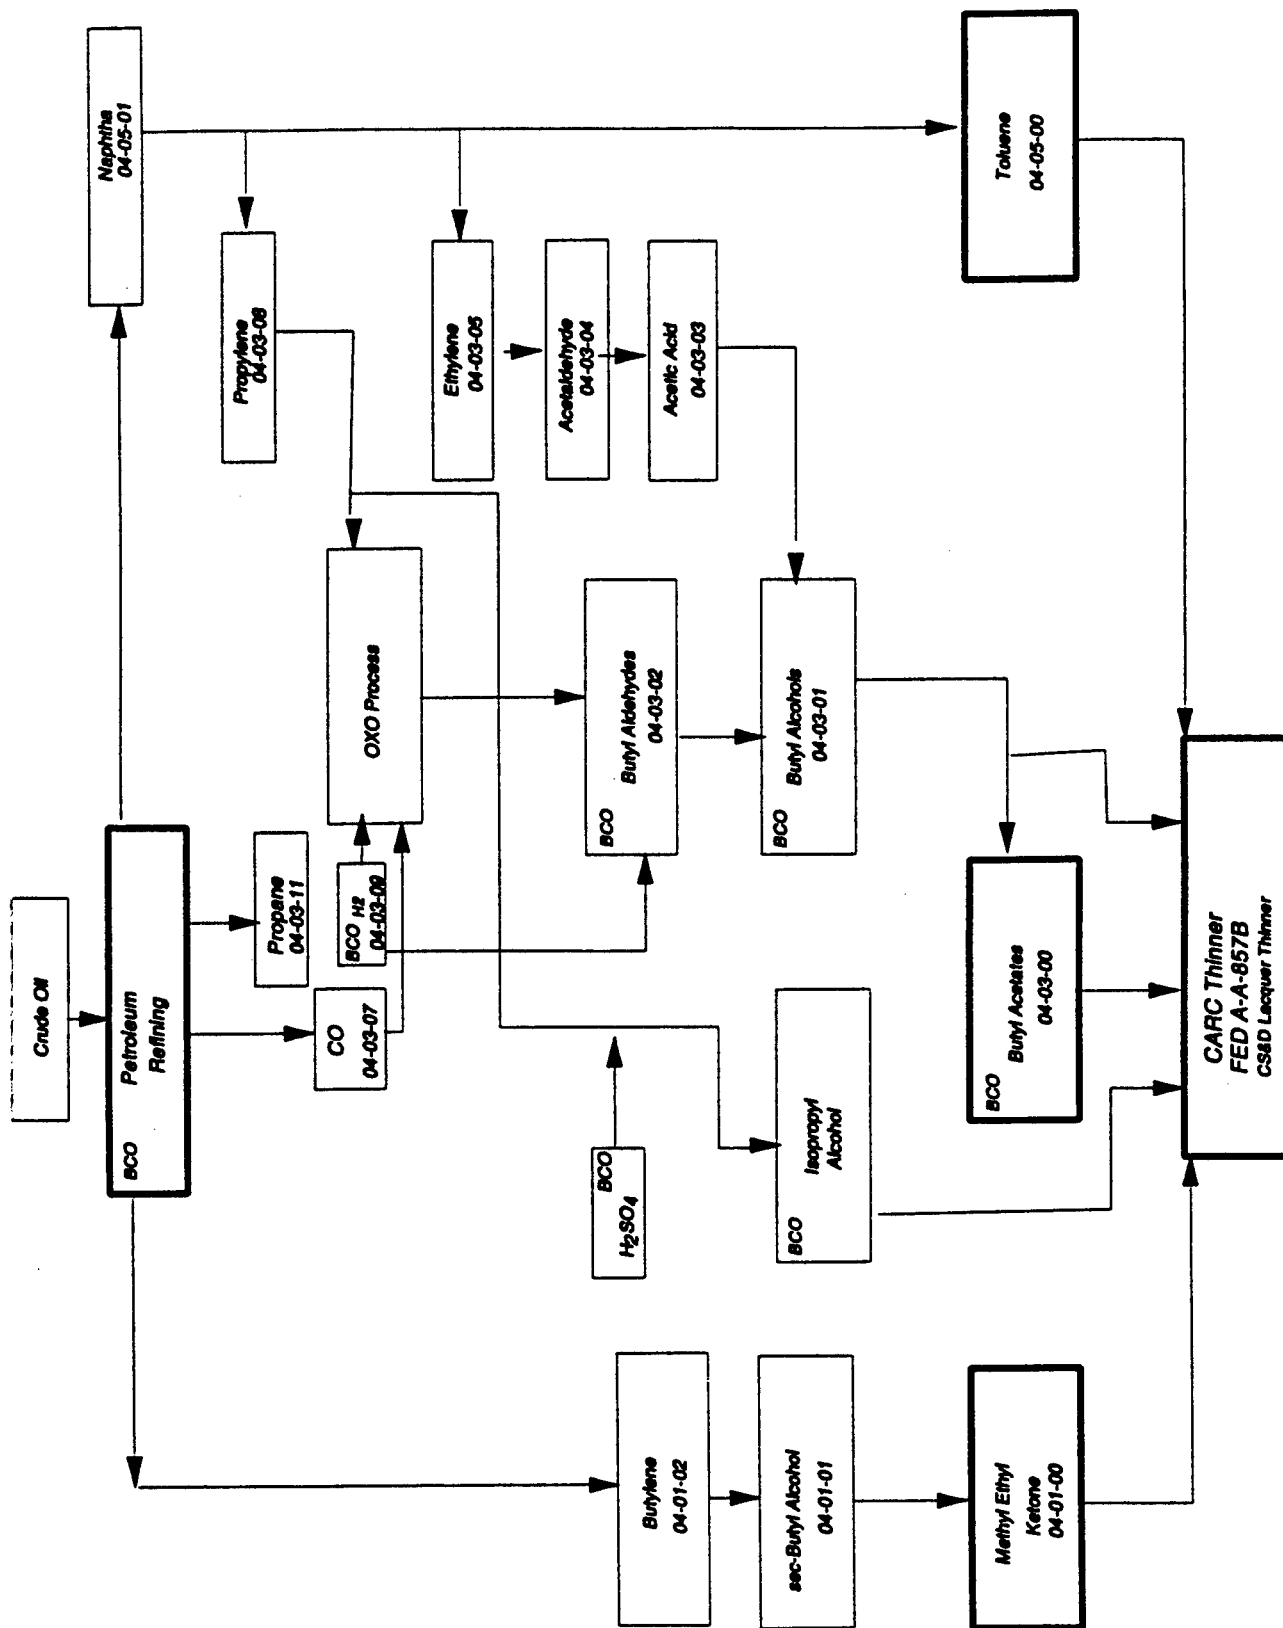 Crude Oil
BCO
Petroleum
Refining
Naphtha
04-05-01
Propane
04-03-11
CO
04-03-07
BCO H2
04-03-09
OXO Process
Propylene
04-03-08
Ethylene
04-03-05
Acetaldehyde
04-03-04
Acetic Acid
04-03-03
BCO
Butyl Aldehydes
04-03-02
BCO
Butyl Alcohols
04-03-01
BCO
H₂SO₄
BCO
Isopropyl
Alcohol
Butylene
04-01-02
sec-Butyl Alcohol
04-01-01
Methyl Ethyl
Ketone
04-01-00
BCO
Butyl Acetates
04-03-00
Toluene
04-05-00
CARC Thinner
FED A-A-857B
CS&D Lacquer Thinner